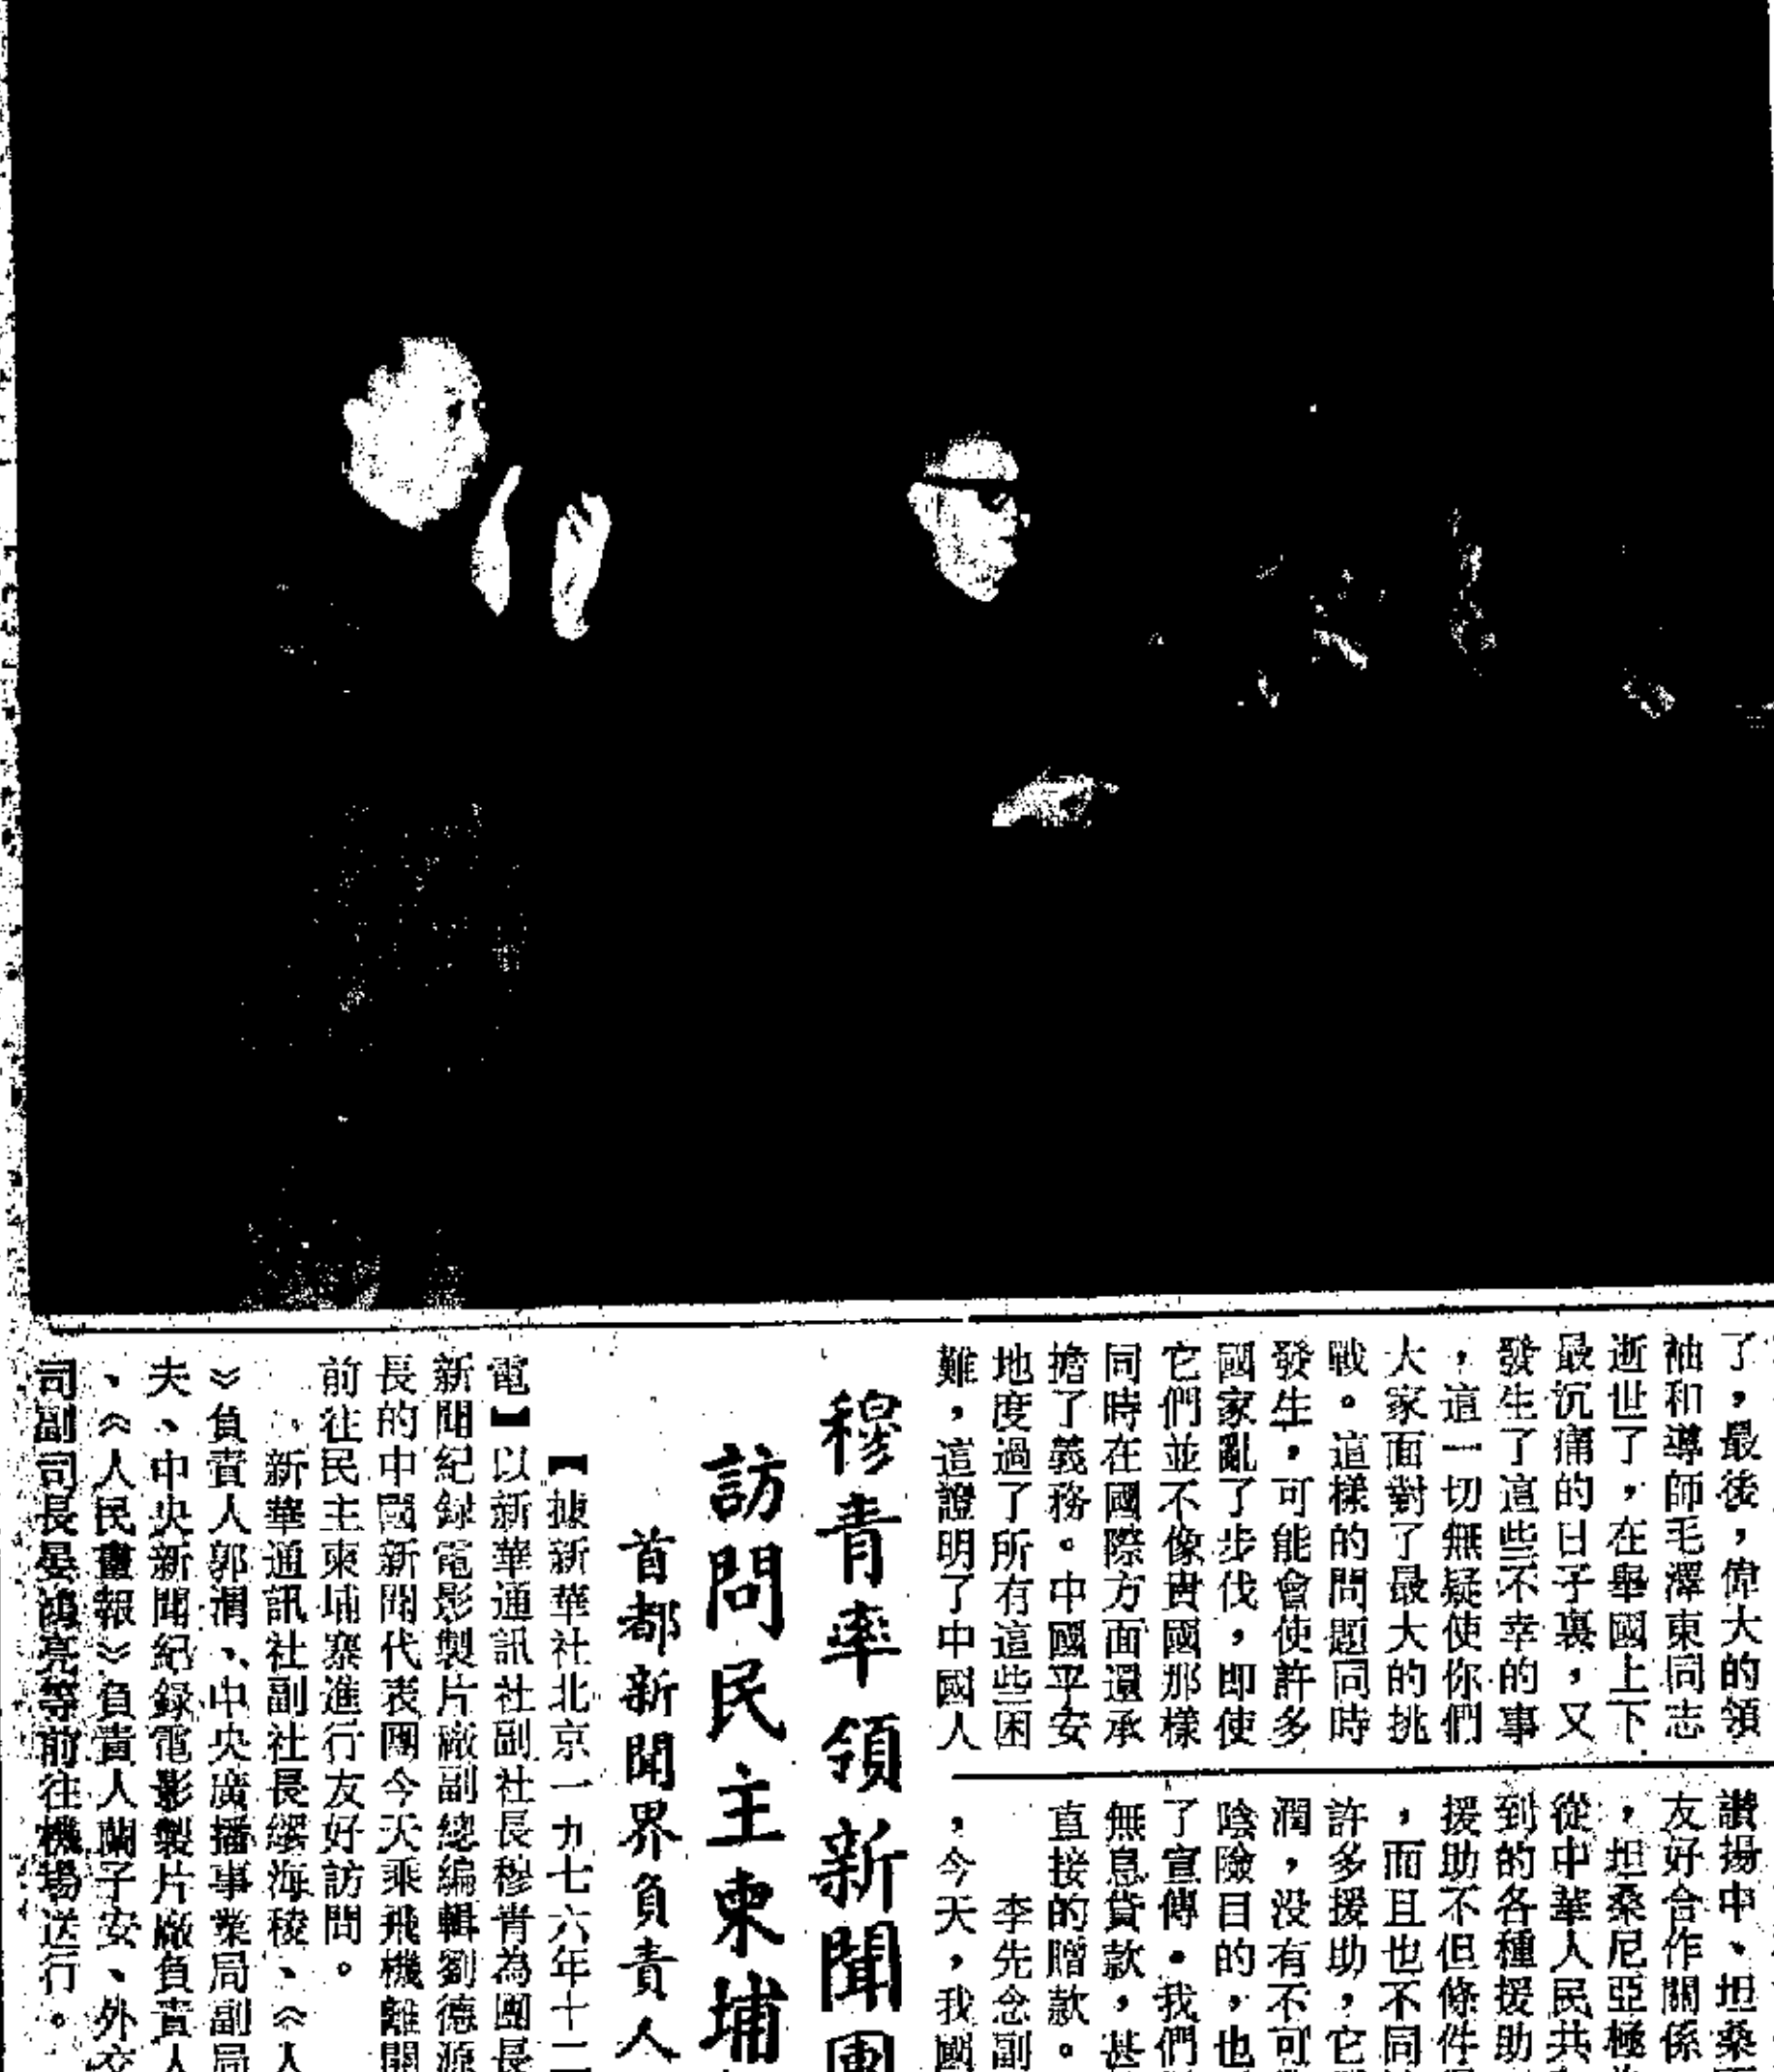 了，最後，偉大的領
袖和導師毛澤東同志
逝世了，在舉國上下
最沉痛的日子裏，又
發生了這些不幸的事
，這一切無疑使你們
大家面對了最大的挑
戰。這樣的問題同時
發生，可能會使許多
國家亂了步伐，即使
它們並不像貴國那樣
同時在國際方面還承
擔了義務。中國平安
地度過了所有這些困
難，這證明了中國人
讚揚中、坦桑
友好合作關係
，坦桑尼亞極
從中華人民共
到的各種援助
援助不但條件
，而且也不同
許多援助，它
潤，没有不可
陰險目的，也
了宣傳。我們
無息貸款，甚
直接的贈款。
李先念副
，今天，我國
穆青率領新聞團
訪問民主柬埔
首都新聞界負責人
【據新華社北京一九七六年十二
電】以新華通訊社副社長穆青為團長
新聞紀録電影製片廠副總編輯劉德源
長的中國新聞代表團今天乘飛機離開
前往民主柬埔寨進行友好訪問。
新華通訊社副社長繆海稜、《人
》負責人郭渭、中央廣播事業局副局
夫、中央新聞紀録電影製片廠負責人
、《人民畫報》負責人蘭子安、外交
司副司長晏鴻亮等前往機場送行。